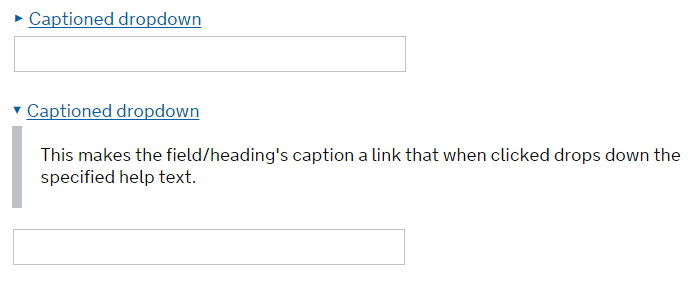 Captioned dropdown
Captioned dropdown
This makes the field/heading's caption a link that when clicked drops down the
specified help text.